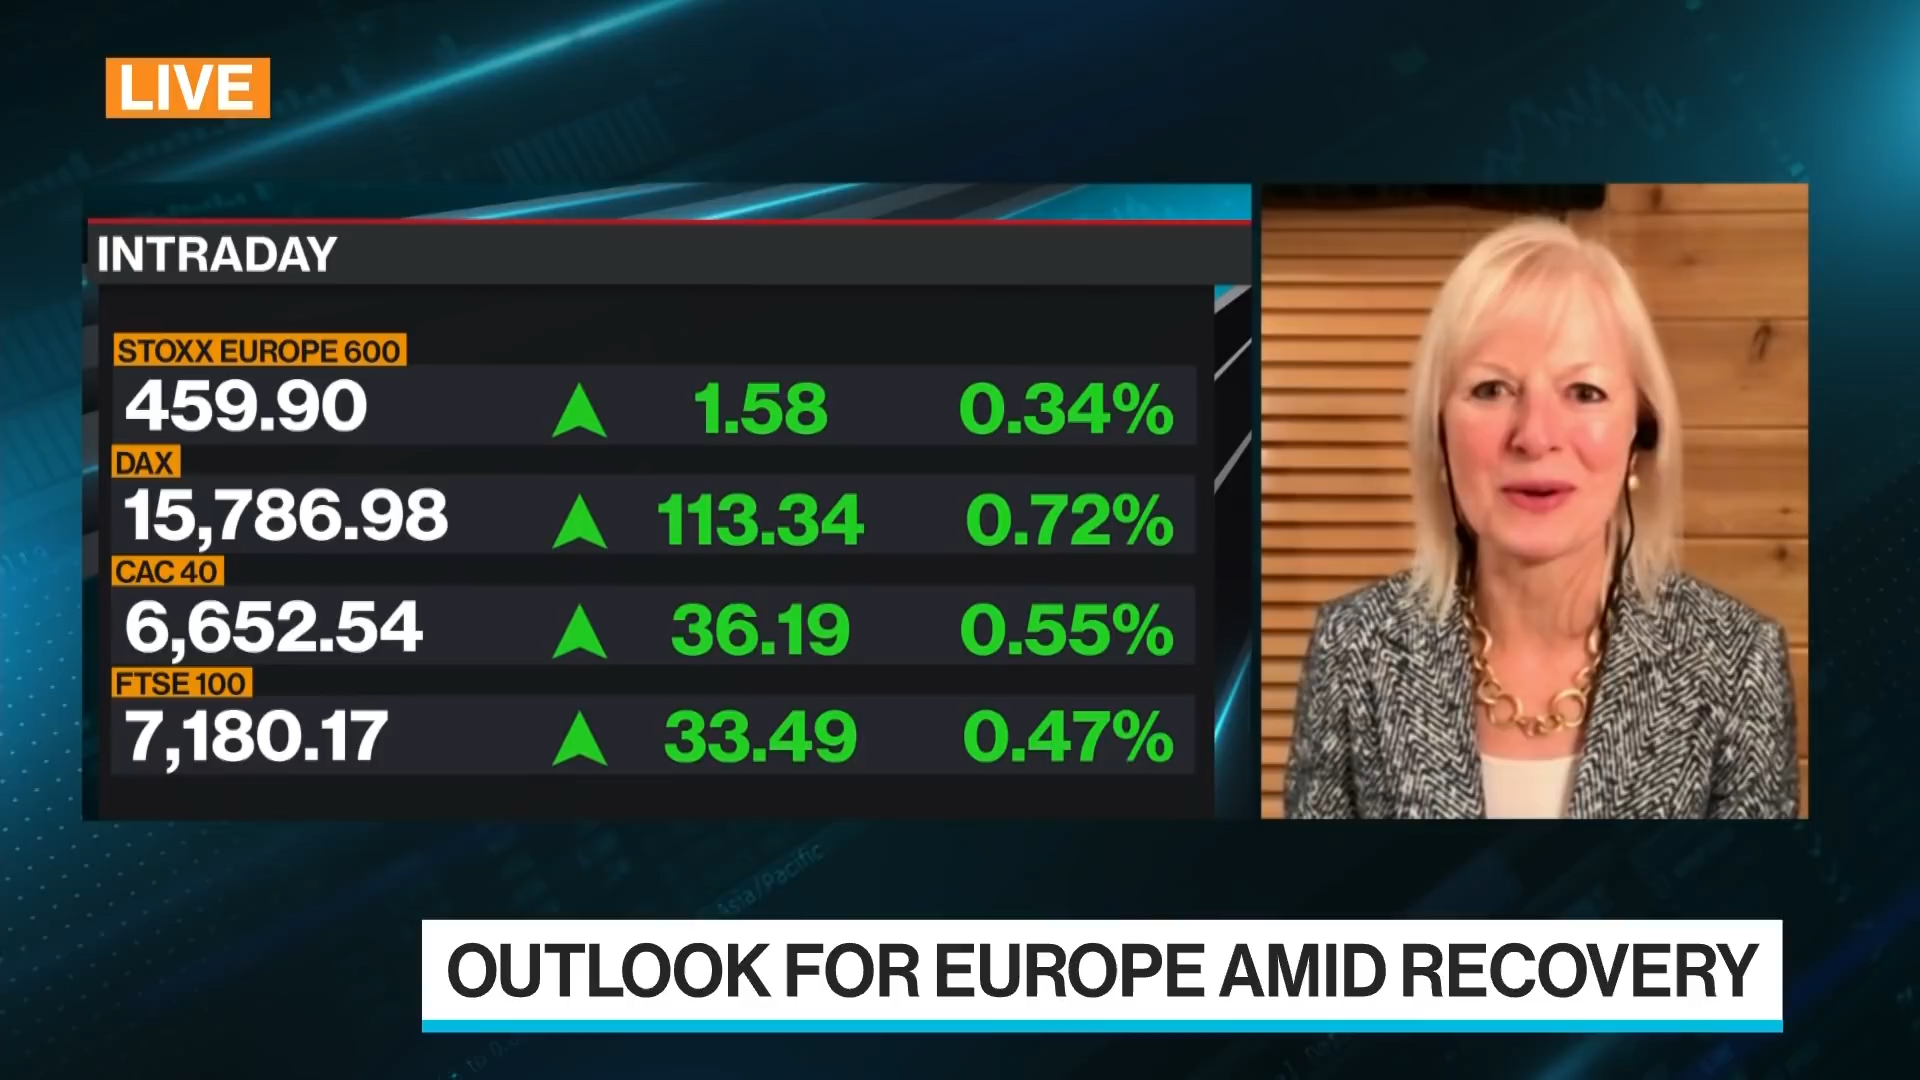 LIVE
INTRADAY
STOXX EUROPE 600
459.90 ▲ 1.58 0.34%
DAX
15,786.98 ▲ 113.34 0.72%
CAC 40
6,652.54 ▲ 36.19 0.55%
FTSE 100
7,180.17 ▲ 33.49 0.47%
Asia/Pacific
OUTLOOK FOR EUROPE AMID RECOVERY